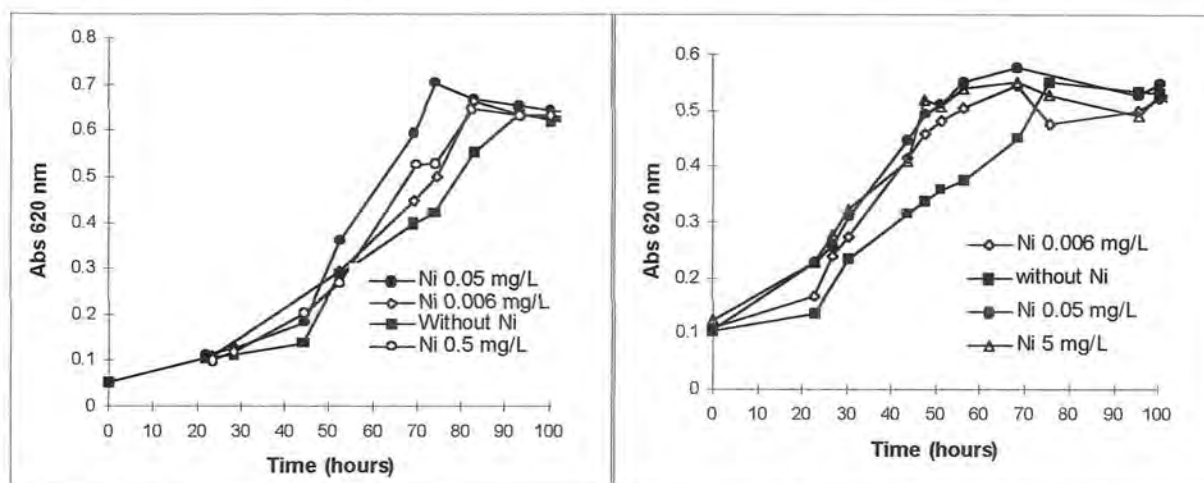 0.8
0.7
0.6
0.5
0.4
0.3
0.2
0.1
0
Abs 620 nm
Ni 0.05 mg/L
Ni 0.006 mg/L
Without Ni
Ni 0.5 mg/L
0 10 20 30 40 50 60 70 80 90 100
Time (hours)
0.6
0.5
0.4
0.3
0.2
0.1
0
Abs 620 nm
Ni 0.006 mg/L
without Ni
Ni 0.05 mg/L
Ni 5 mg/L
0 10 20 30 40 50 60 70 80 90 100
Time (hours)